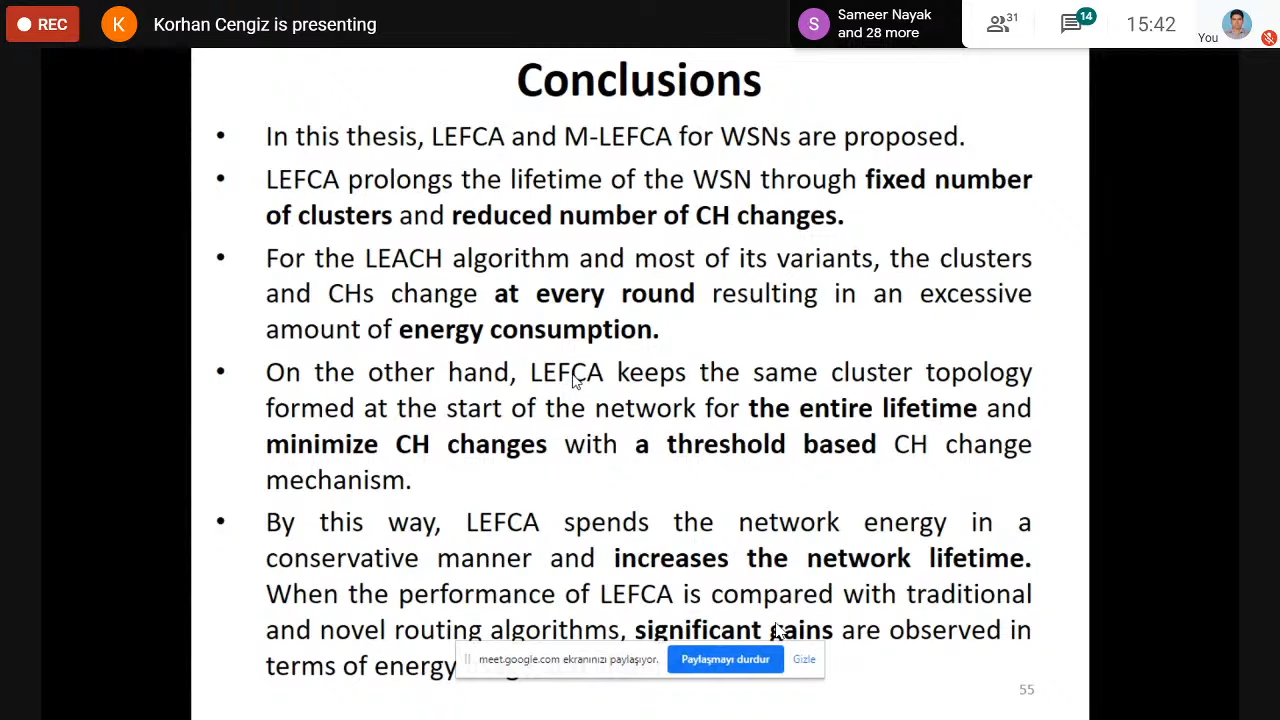 REC
K
Korhan Cengiz is presenting
S
Sameer Nayak
and 28 more
31
14
15:42
You
Conclusions
• In this thesis, LEFCA and M-LEFCA for WSNs are proposed.
• LEFCA prolongs the lifetime of the WSN through fixed number
of clusters and reduced number of CH changes.
• For the LEACH algorithm and most of its variants, the clusters
and CHs change at every round resulting in an excessive
amount of energy consumption.
• On the other hand, LEFCA keeps the same cluster topology
formed at the start of the network for the entire lifetime and
minimize CH changes with a threshold based CH change
mechanism.
• By this way, LEFCA spends the network energy in a
conservative manner and increases the network lifetime.
When the performance of LEFCA is compared with traditional
and novel routing algorithms, significant gains are observed in
terms of energy
meet.google.com ekranınızı paylaşıyor.
Paylaşmayı durdur
Gizle
55